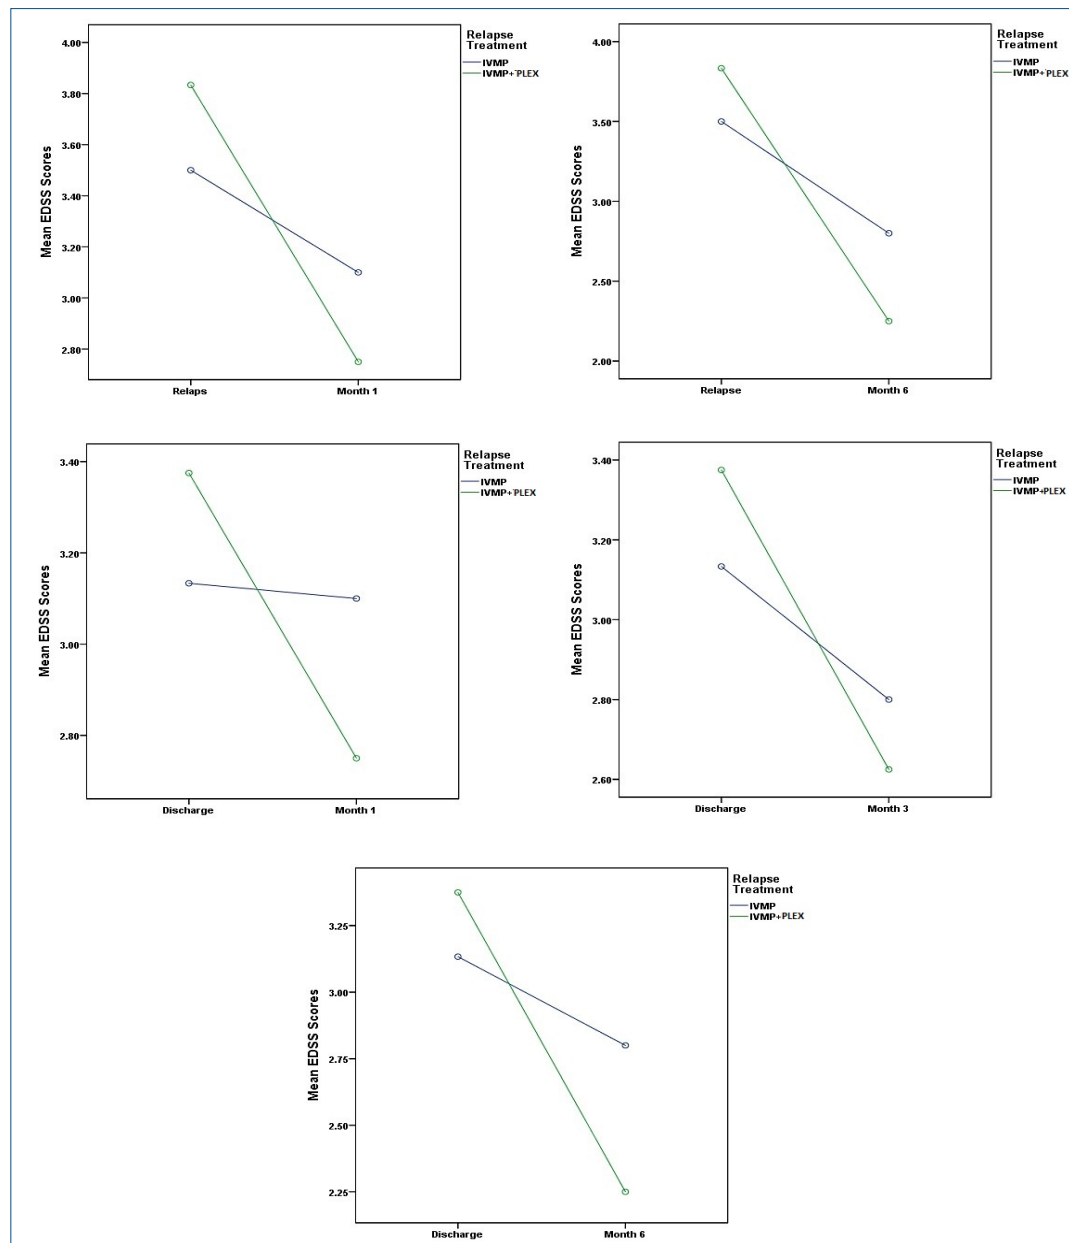 Relapse
Treatment
IVMP
IVMP+PLEX
Mean EDSS Scores
4.00
3.80
3.60
3.40
3.20
3.00
2.80
Relaps
Month 1
Relapse
Treatment
IVMP
IVMP+PLEX
Mean EDSS Scores
4.00
3.50
3.00
2.50
2.00
Relapse
Month 6
Relapse
Treatment
IVMP
IVMP+PLEX
Mean EDSS Scores
3.40
3.20
3.00
2.80
Discharge
Month 1
Relapse
Treatment
IVMP
IVMP+PLEX
Mean EDSS Scores
3.40
3.20
3.00
2.80
2.60
Discharge
Month 3
Relapse
Treatment
IVMP
IVMP+PLEX
Mean EDSS Scores
3.25
3.00
2.75
2.50
2.25
Discharge
Month 6